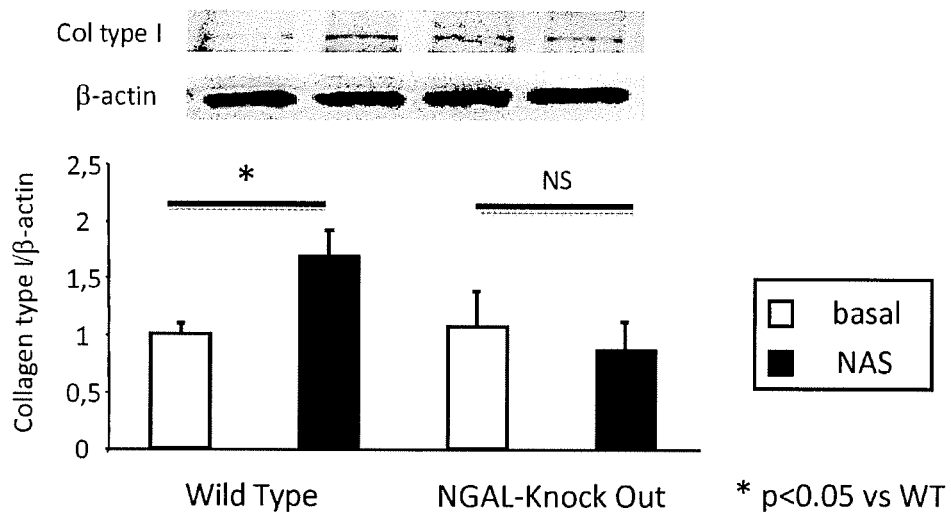 Col type I
β-actin
2,5
2
1,5
1
0,5
0
Collagen type I/β-actin
*
NS
basal
NAS
Wild Type
NGAL-Knock Out
* p<0.05 vs WT